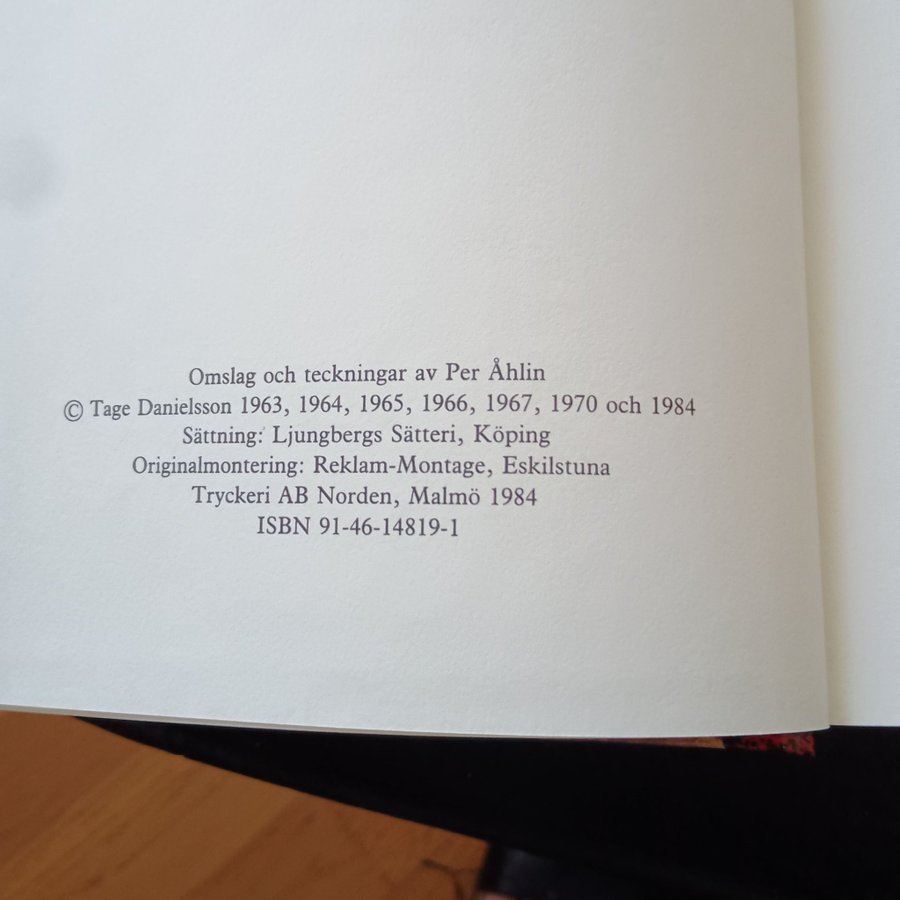 Omslag och teckningar av Per Åhlin
© Tage Danielsson 1963, 1964, 1965, 1966, 1967, 1970 och 1984
Sättning: Ljungbergs Sätteri, Köping
Originalmontering: Reklam-Montage, Eskilstuna
Tryckeri AB Norden, Malmö 1984
ISBN 91-46-14819-1